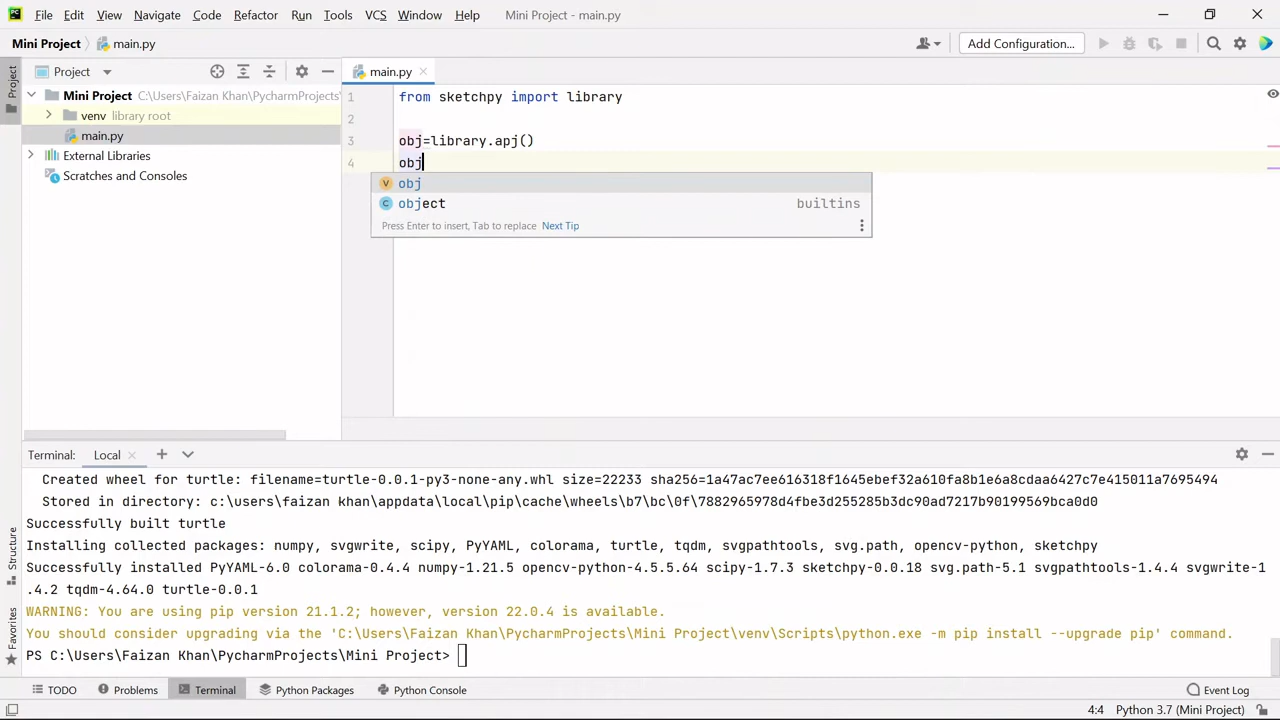 PC File Edit View Navigate Code Refactor Run Tools VCS Window Help Mini Project - main.py
Mini Project main.py Add Configuration...
Project
Project
main.py
Mini Project C:\Users\Faizan Khan\PycharmProjects\
venv library root
main.py
External Libraries
Scratches and Consoles
1 from sketchpy import library
2
3 obj=library.apj()
4 obj
V obj
C object builtins
Press Enter to insert, Tab to replace Next Tip
Terminal: Local
Created wheel for turtle: filename=turtle-0.0.1-py3-none-any.whl size=22233 sha256=1a47ac7ee616318f1645ebef32a610fa8b1e6a8cdaa6427c7e415011a7695494
Stored in directory: c:\users\faizan khan\appdata\local\pip\cache\wheels\b7\bc\0f\7882965978d4fbe3d255285b3dc90ad7217b90199569bca0d0
Successfully built turtle
Installing collected packages: numpy, svgwrite, scipy, PyYAML, colorama, turtle, tqdm, svgpathtools, svg.path, opencv-python, sketchpy
Successfully installed PyYAML-6.0 colorama-0.4.4 numpy-1.21.5 opencv-python-4.5.5.64 scipy-1.7.3 sketchpy-0.0.18 svg.path-5.1 svgpathtools-1.4.4 svgwrite-1
.4.2 tqdm-4.64.0 turtle-0.0.1
WARNING: You are using pip version 21.1.2; however, version 22.0.4 is available.
You should consider upgrading via the 'C:\Users\Faizan Khan\PycharmProjects\Mini Project\venv\Scripts\python.exe -m pip install --upgrade pip' command.
PS C:\Users\Faizan Khan\PycharmProjects\Mini Project>
Structure
Favorites
TODO Problems Terminal Python Packages Python Console Event Log
4:4 Python 3.7 (Mini Project)